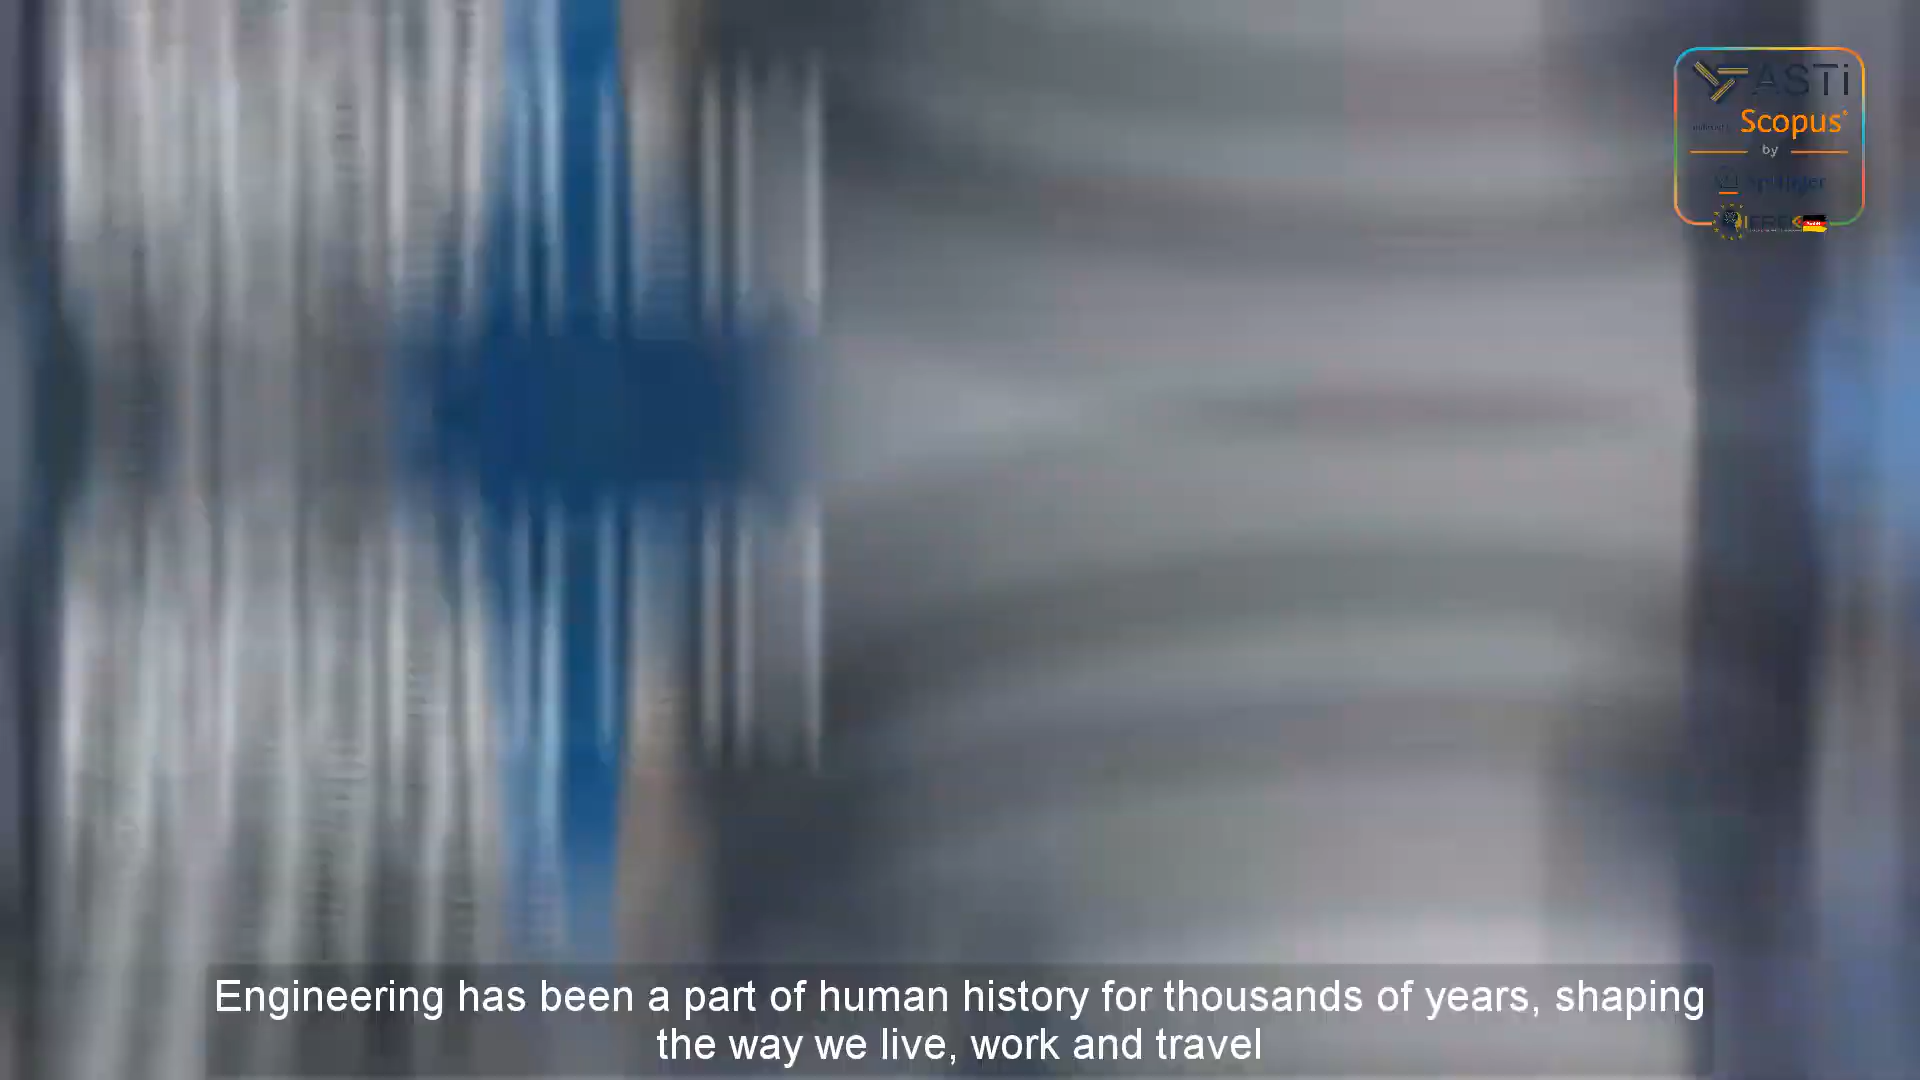 ASTi
Scopus
by
Springer
Engineering has been a part of human history for thousands of years, shaping
the way we live, work and travel